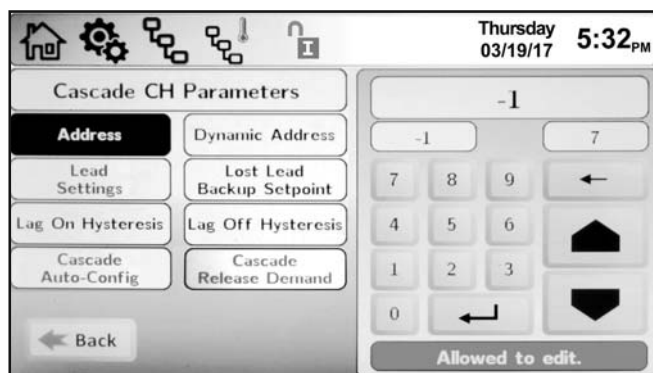 Thursday
03/19/17
5:32PM
Cascade CH Parameters
Address
Dynamic Address
Lead
Settings
Lost Lead
Backup Setpoint
Lag On Hysteresis
Lag Off Hysteresis
Cascade
Auto-Config
Cascade
Release Demand
Back
-1
-1
7
7
8
9
4
5
6
1
2
3
0
Allowed to edit.
I